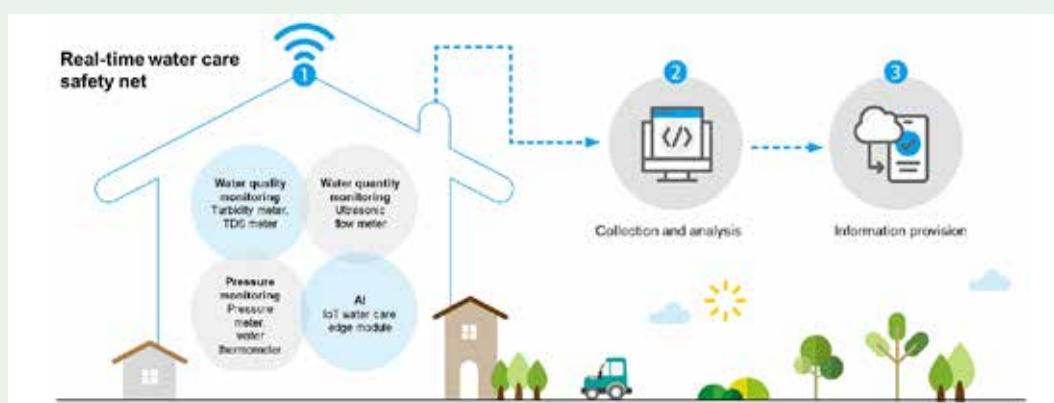 Real-time water care
safety net
1
Water quality
monitoring
Turbidity meter,
TDS meter
Water quantity
monitoring
Ultrasonic
flow meter
Pressure
monitoring
Pressure
meter,
water
thermometer
AI
IoT water care
edge module
2
</>
Collection and analysis
3
Information provision